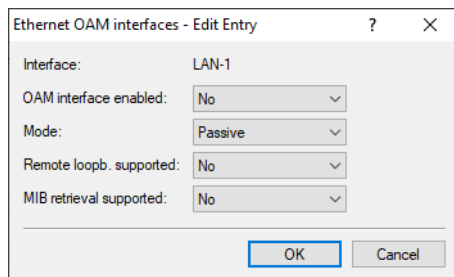 Ethernet OAM interfaces - Edit Entry ? ×
Interface: LAN-1
OAM interface enabled: No
Mode: Passive
Remote loopb. supported: No
MIB retrieval supported: No
OK Cancel